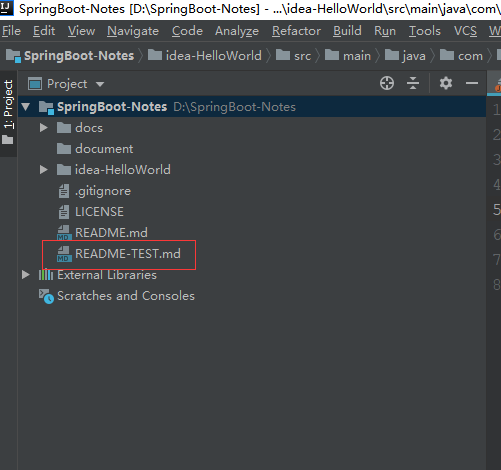 SpringBoot-Notes [D:\SpringBoot-Notes] - ...\idea-HelloWorld\src\main\java\com\
File Edit View Navigate Code Analyze Refactor Build Run Tools VCS
SpringBoot-Notes idea-HelloWorld src main java com
1: Project
Project
SpringBoot-Notes D:\SpringBoot-Notes
docs
document
idea-HelloWorld
.gitignore
LICENSE
README.md
README-TEST.md
External Libraries
Scratches and Consoles
1
2
3
4
5
6
7
8